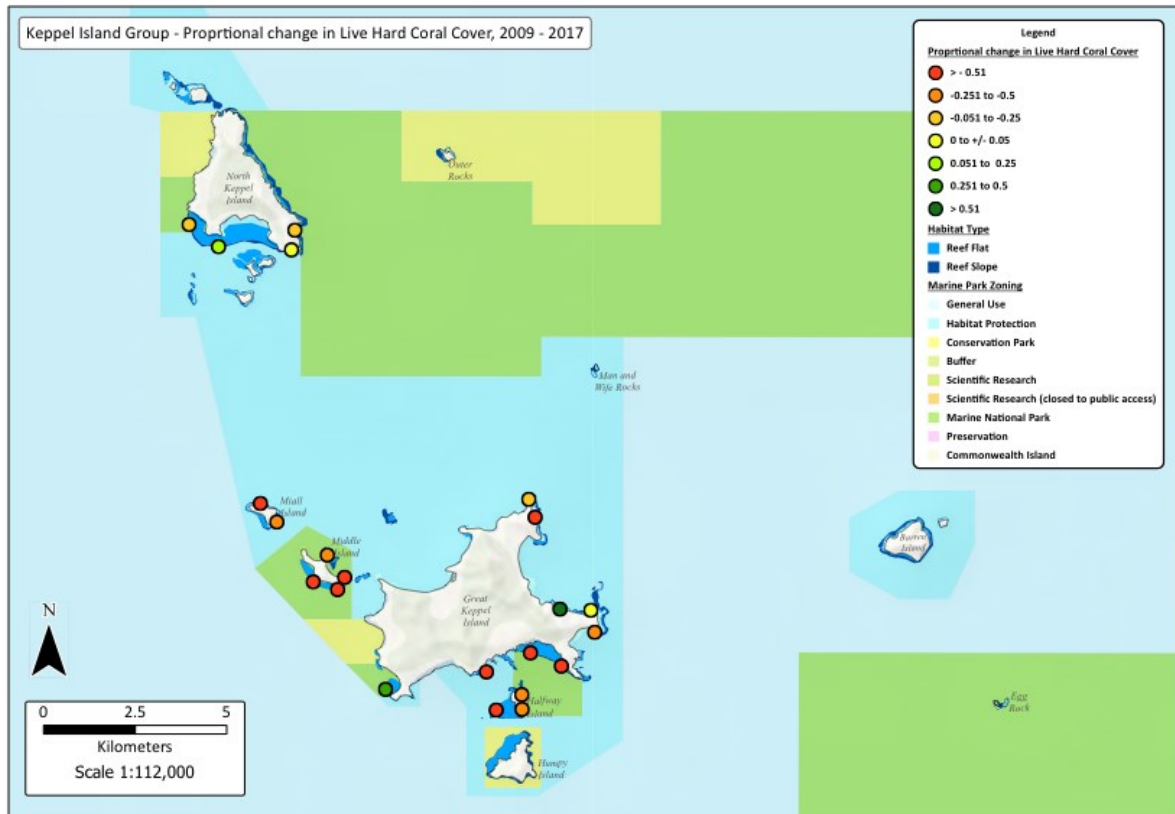 Keppel Island Group - Proprtional change in Live Hard Coral Cover, 2009 - 2017
Legend
Proprtional change in Live Hard Coral Cover
> - 0.51
-0.251 to -0.5
-0.051 to -0.25
0 to +/- 0.05
0.051 to 0.25
0.251 to 0.5
> 0.51
Habitat Type
Reef Flat
Reef Slope
Marine Park Zoning
General Use
Habitat Protection
Conservation Park
Buffer
Scientific Research
Scientific Research (closed to public access)
Marine National Park
Preservation
Commonwealth Island
North
Keppel
Island
Outer
Rocks
Man and
Wife Rocks
Miall
Island
Middle
Island
Barren
Island
Great
Keppel
Island
Halfway
Island
Egg
Rock
Humpy
Island
N
0 2.5 5
Kilometers
Scale 1:112,000